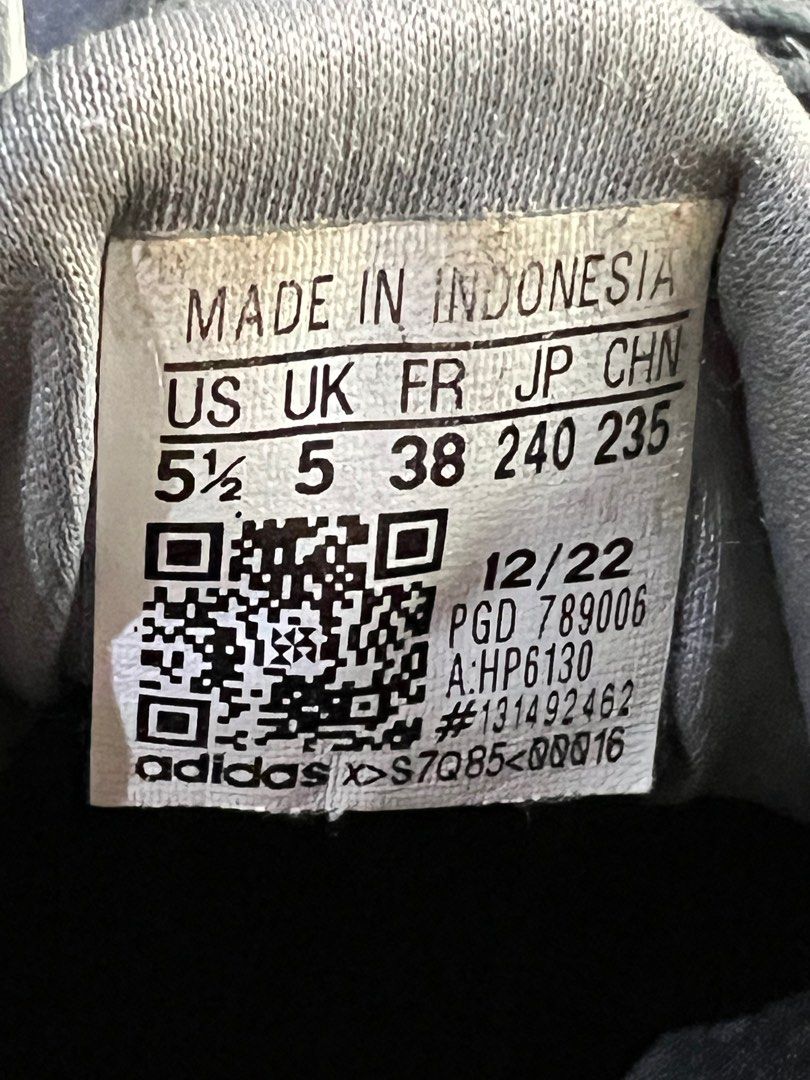 MADE IN INDONESIA
US UK FR JP CHN
5½ 5 38 240 235
12/22
PGD 789006
A:HP6130
#131492462
adidas x>S7Q85<00016